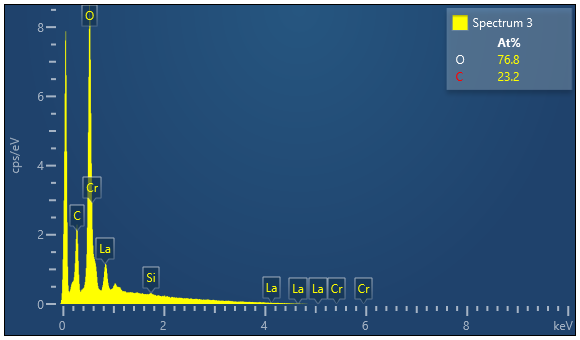 Spectrum 3
At%
O 76.8
C 23.2
cps/eV
8
6
4
2
0
O
Cr
C
La
Si
La
La
La
Cr
Cr
0 2 4 6 8 keV